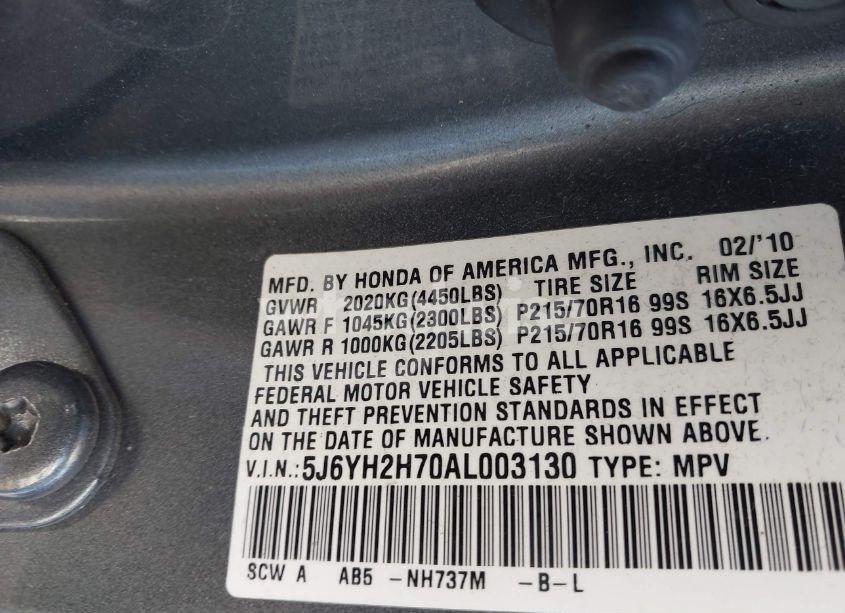 MFD. BY HONDA OF AMERICA MFG., INC. 02/'10
GVWR 2020KG(4450LBS) TIRE SIZE RIM SIZE
GAWR F 1045KG(2300LBS) P215/70R16 99S 16X6.5JJ
GAWR R 1000KG(2205LBS) P215/70R16 99S 16X6.5JJ
THIS VEHICLE CONFORMS TO ALL APPLICABLE
FEDERAL MOTOR VEHICLE SAFETY
AND THEFT PREVENTION STANDARDS IN EFFECT
ON THE DATE OF MANUFACTURE SHOWN ABOVE.
V.I.N.: 5J6YH2H70AL003130 TYPE: MPV
SCW A AB5 -NH737M -B-L